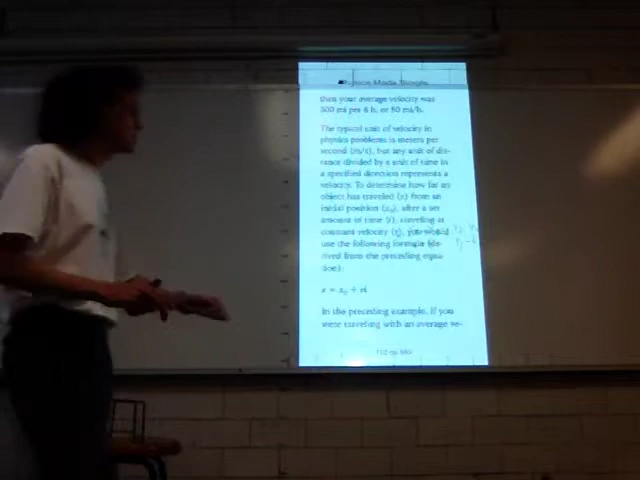 Physics Made Simple
then your average velocity was
300 mi per 6 h, or 50 mi/h.
The typical unit of velocity in
physics problems is meters per
second (m/s), but any unit of dis-
tance divided by a unit of time in
a specified direction represents a
velocity. To determine how far an
object has traveled (x) from an
initial position (x₀), after a set
amount of time (t), traveling at
constant velocity (v), you would
use the following formula (de-
rived from the preceding equa-
tion):
x = x₀ + vt
In the preceding example, if you
were traveling with an average ve-